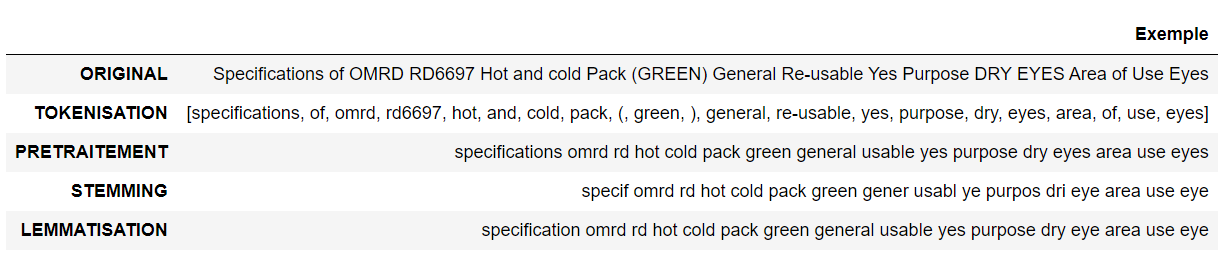 Exemple
ORIGINAL Specifications of OMRD RD6697 Hot and cold Pack (GREEN) General Re-usable Yes Purpose DRY EYES Area of Use Eyes
TOKENISATION [specifications, of, omrd, rd6697, hot, and, cold, pack, (, green, ), general, re-usable, yes, purpose, dry, eyes, area, of, use, eyes]
PRETRAITEMENT specifications omrd rd hot cold pack green general usable yes purpose dry eyes area use eyes
STEMMING specif omrd rd hot cold pack green gener usabl ye purpos dri eye area use eye
LEMMATISATION specification omrd rd hot cold pack green general usable yes purpose dry eye area use eye